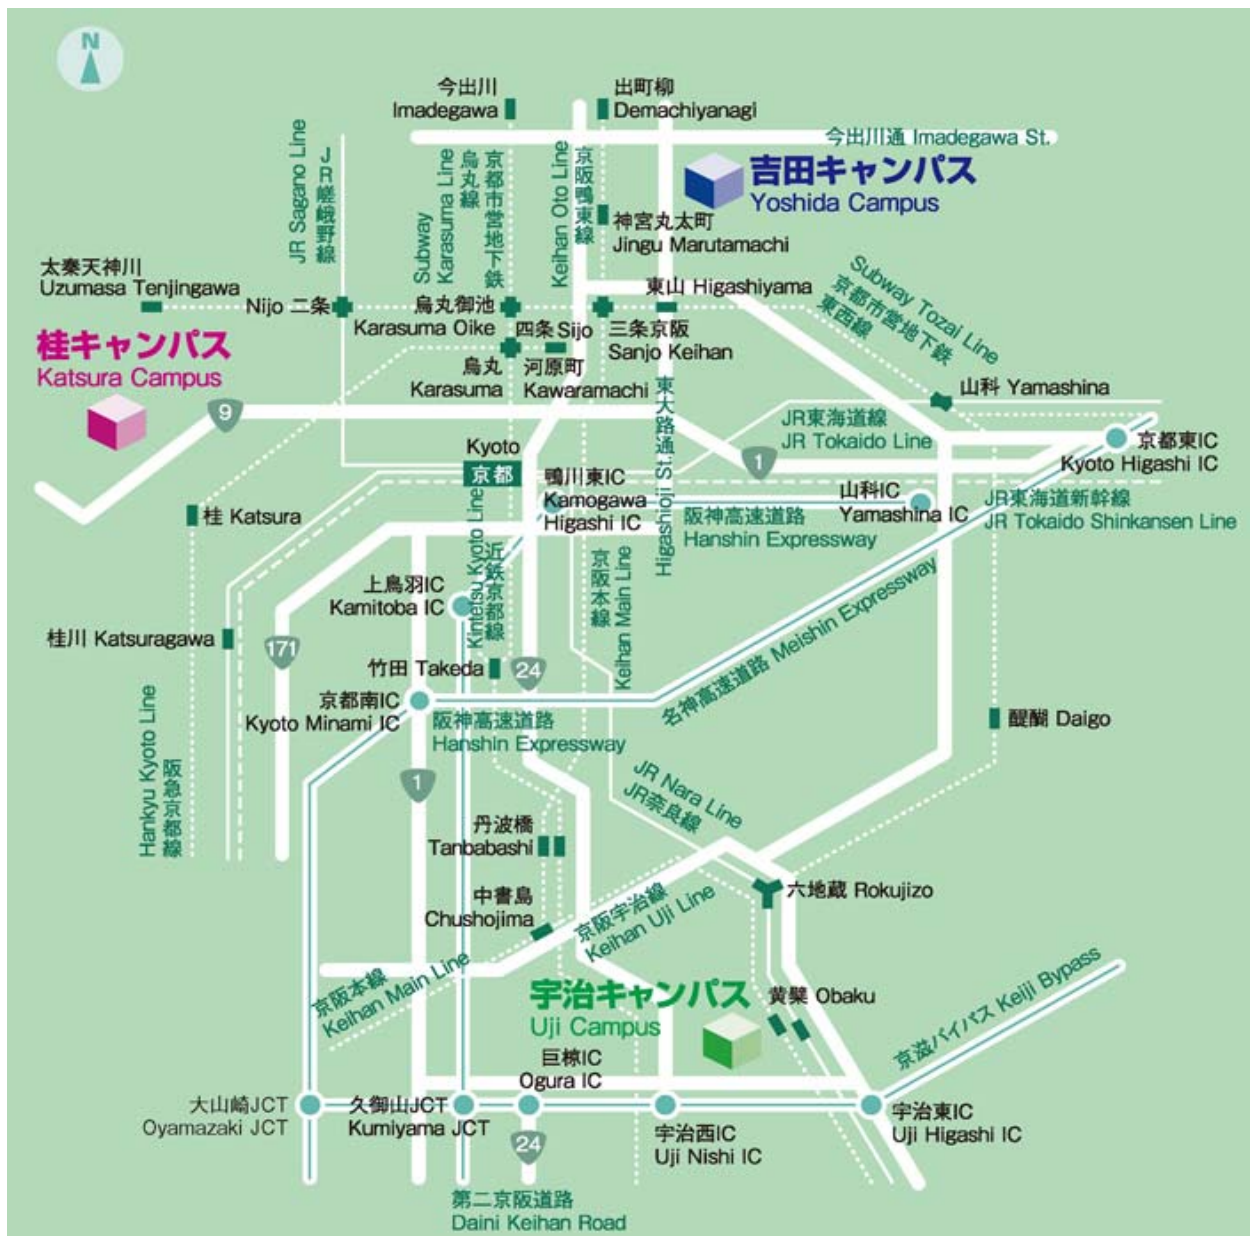 N
今出川
Imadegawa
出町柳
Demachiyanagi
今出川通 Imadegawa St.
JR Sagano Line
JR嵯峨野線
Subway
Karasuma Line
京都市営地下鉄
烏丸線
Keihan Oto Line
京阪鴨東線
吉田キャンパス
Yoshida Campus
神宮丸太町
Jingu Marutamachi
太秦天神川
Uzumasa Tenjingawa
Nijo 二条
烏丸御池
Karasuma Oike
東山 Higashiyama
Subway Tozai Line
京都市営地下鉄
東西線
四条 Sijo
三条京阪
Sanjo Keihan
桂キャンパス
Katsura Campus
烏丸
Karasuma
河原町
Kawaramachi
山科 Yamashina
9
東大路通
Higashioji St.
JR東海道線
JR Tokaido Line
京都東IC
Kyoto Higashi IC
Kyoto
京都
1
鴨川東IC
Kamogawa
Higashi IC
山科IC
Yamashina IC
阪神高速道路
Hanshin Expressway
JR東海道新幹線
JR Tokaido Shinkansen Line
桂 Katsura
Kintetsu Kyoto Line
近鉄京都線
京阪本線
Keihan Main Line
上鳥羽IC
Kamitoba IC
桂川 Katsuragawa
171
竹田 Takeda
24
名神高速道路 Meishin Expressway
京都南IC
Kyoto Minami IC
阪神高速道路
Hanshin Expressway
醍醐 Daigo
Hankyu Kyoto Line
阪急京都線
1
JR Nara Line
JR奈良線
丹波橋
Tanbabashi
中書島
Chushojima
六地蔵 Rokujizo
京阪宇治線
Keihan Uji Line
京阪本線
Keihan Main Line
宇治キャンパス
Uji Campus
黄檗 Obaku
京滋バイパス Keiji Bypass
巨椋IC
Ogura IC
大山崎JCT
Oyamazaki JCT
久御山JCT
Kumiyama JCT
24
宇治西IC
Uji Nishi IC
宇治東IC
Uji Higashi IC
第二京阪道路
Daini Keihan Road